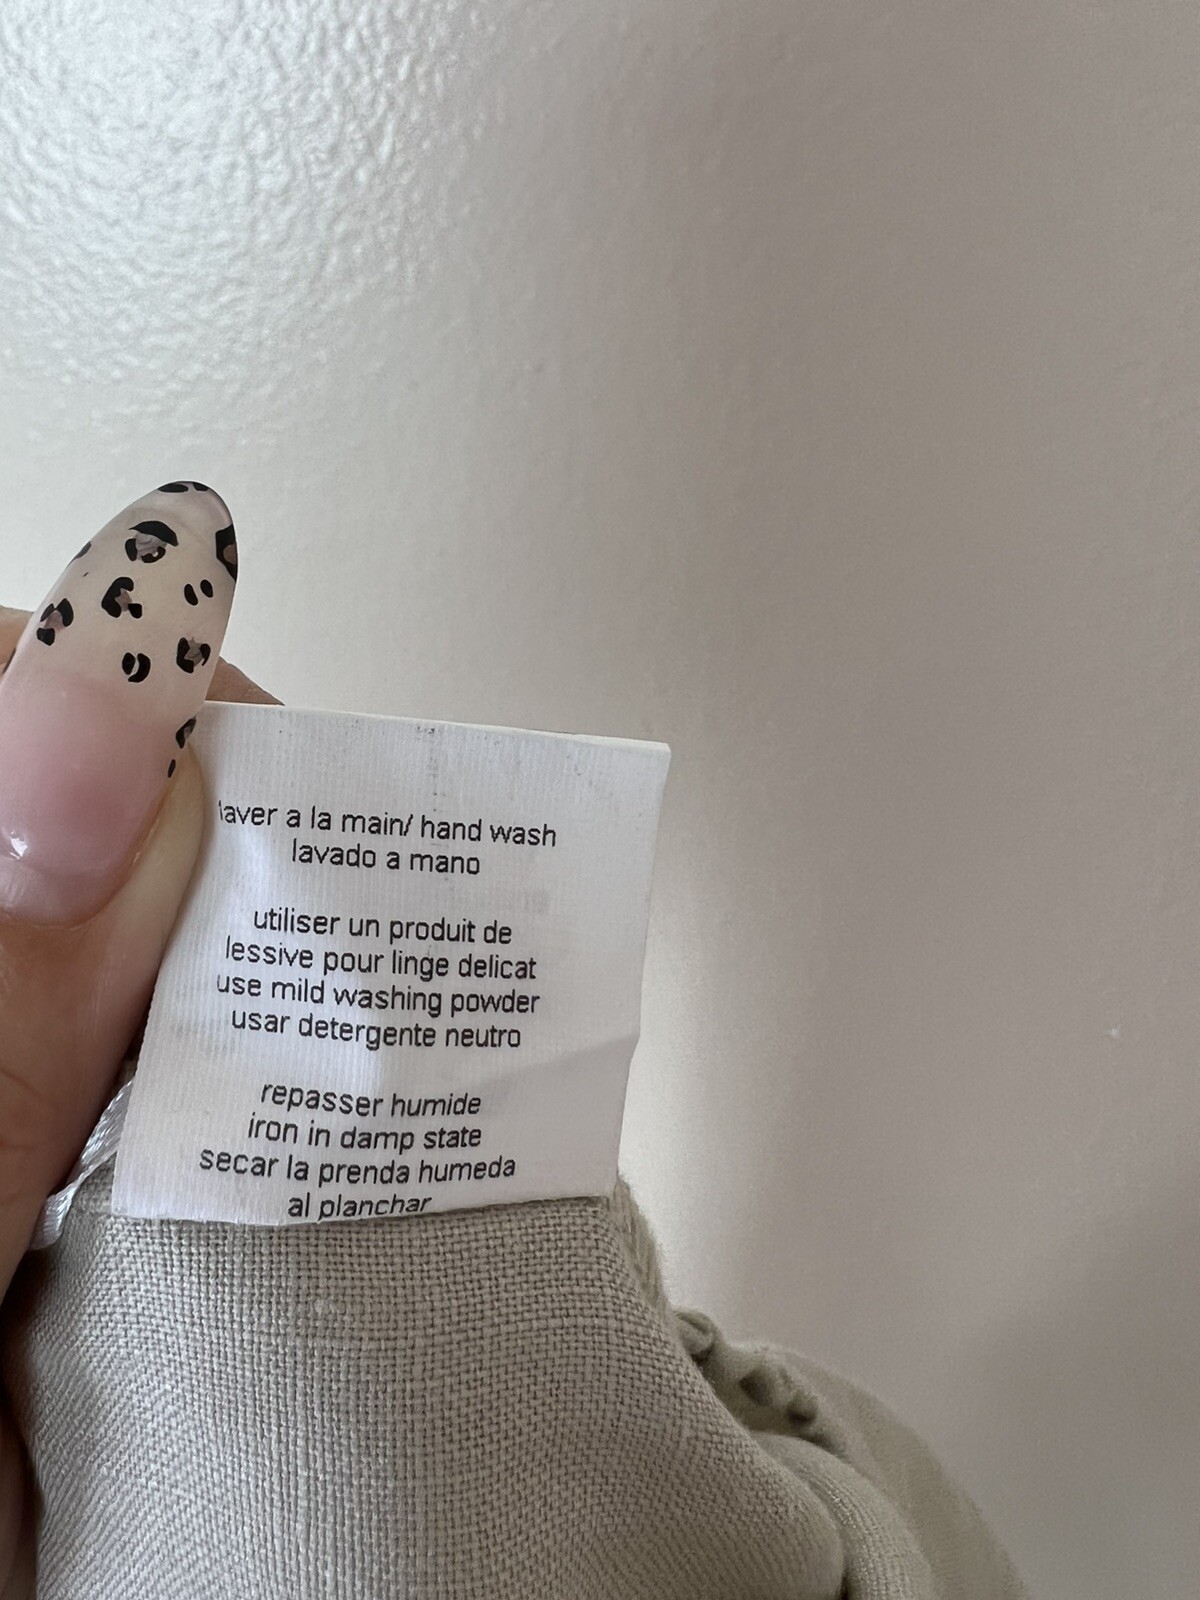 laver a la main/ hand wash
lavado a mano
utiliser un produit de
lessive pour linge delicat
use mild washing powder
usar detergente neutro
repasser humide
iron in damp state
secar la prenda humeda
al planchar